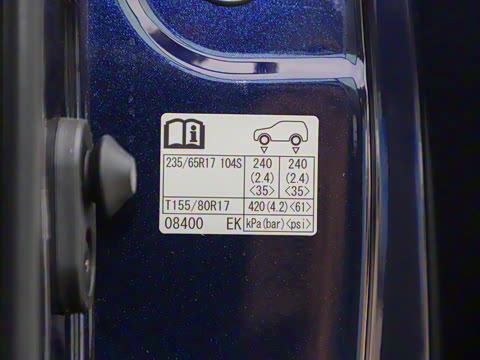 235/65R17 104S 240 240
(2.4) (2.4)
<35> <35>
T155/80R17 420(4.2)<61>
08400 EK kPa(bar)<psi>